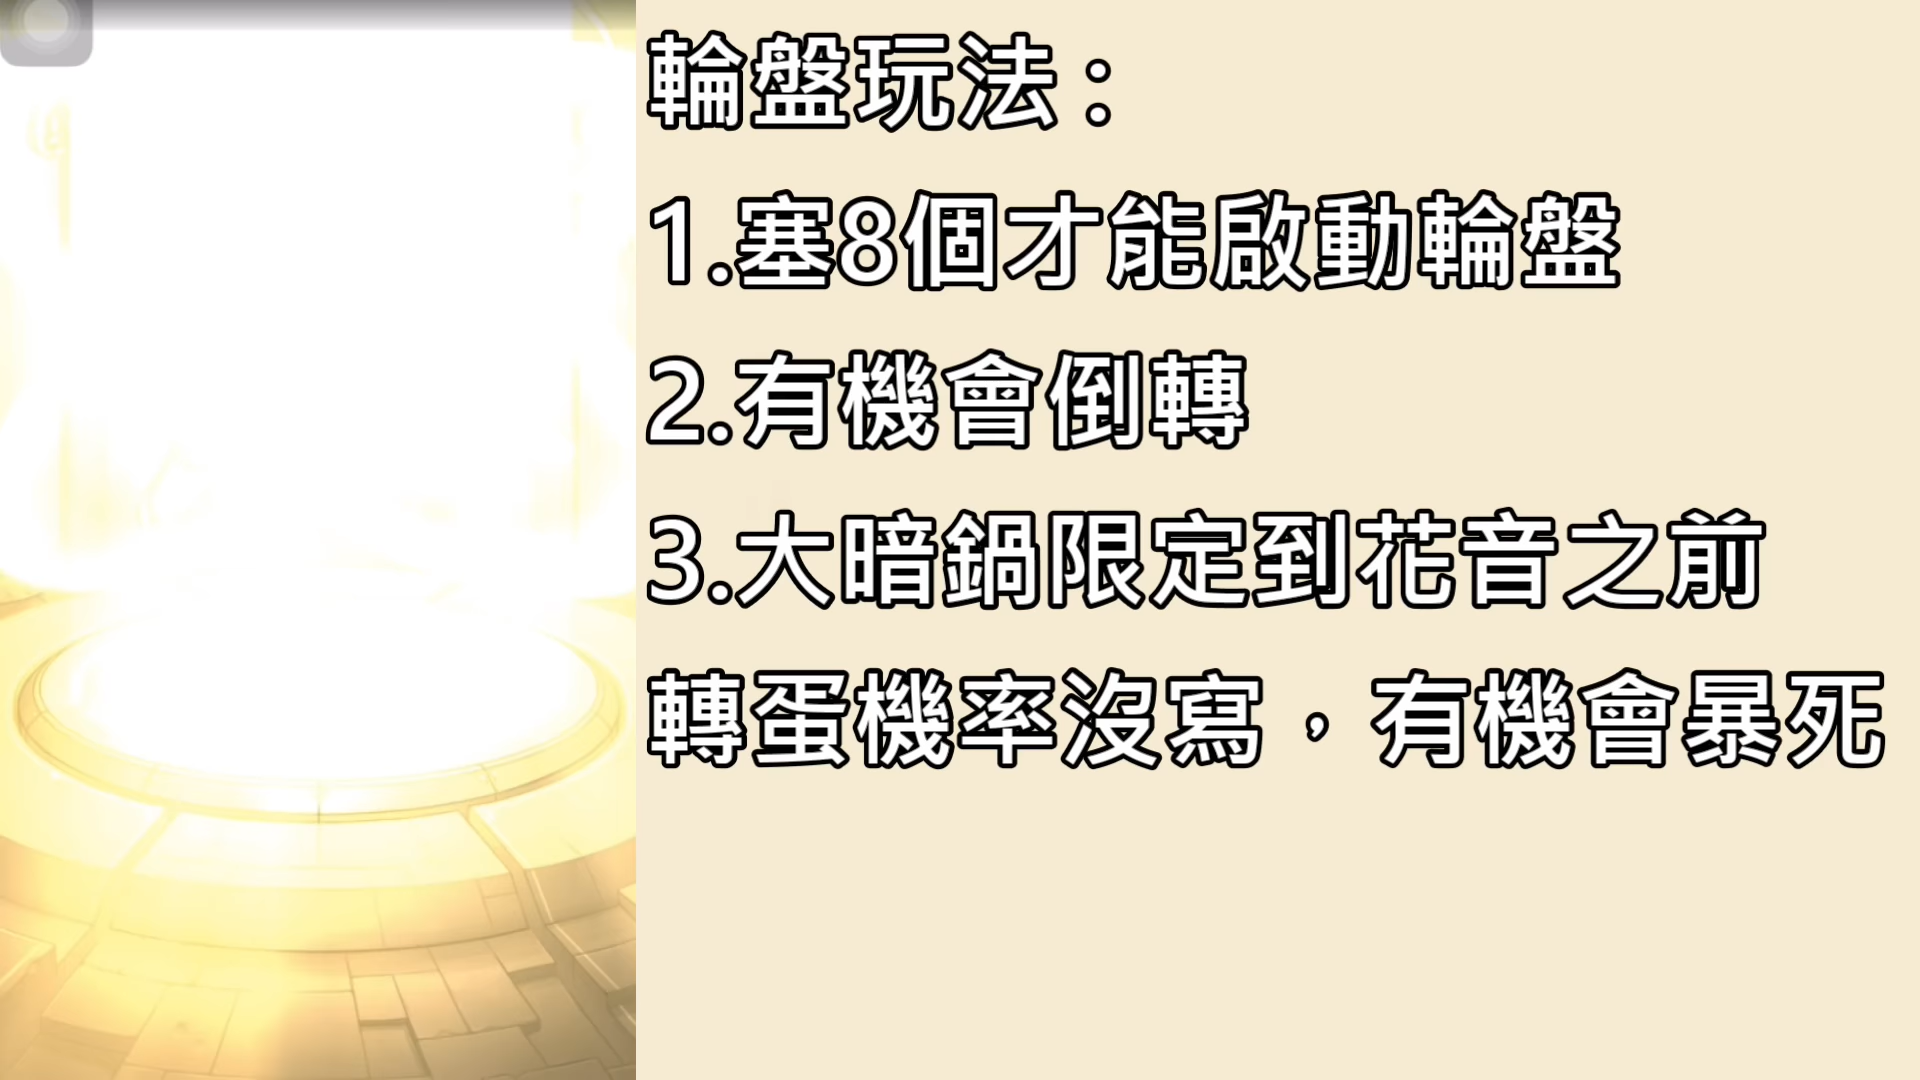 輪盤玩法：
1.塞8個才能啟動輪盤
2.有機會倒轉
3.大暗鍋限定到花音之前
轉蛋機率沒寫，有機會暴死